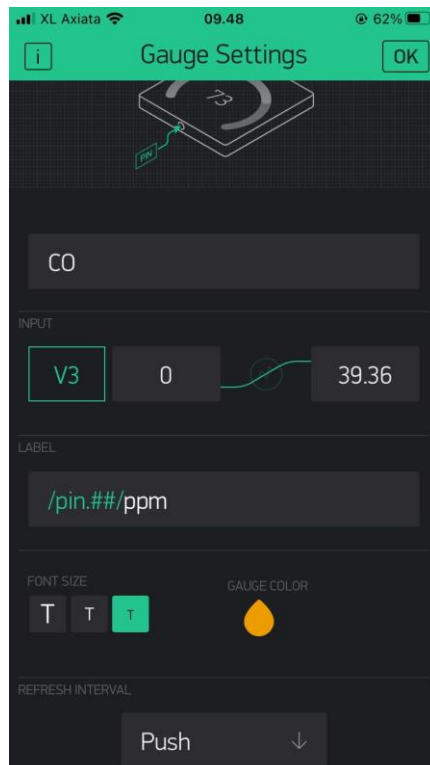 XL Axiata 09.48 62%
i Gauge Settings OK
73
PIN
CO
INPUT
V3 0 39.36
LABEL
/pin.##/ppm
FONT SIZE GAUGE COLOR
T T T
REFRESH INTERVAL
Push